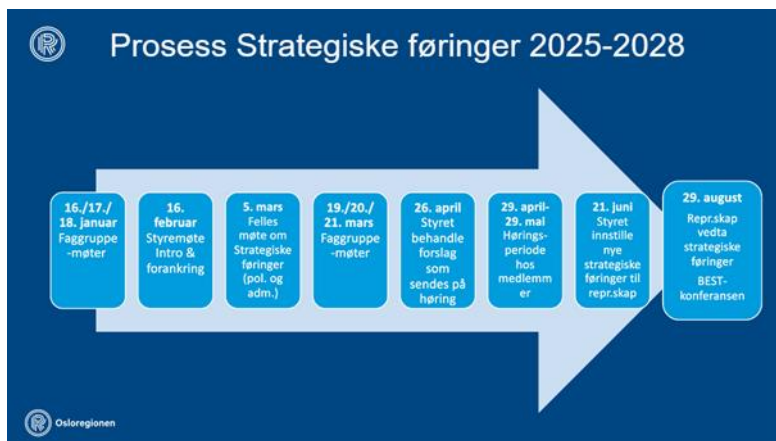 Prosess Strategiske føringer 2025-2028
16./17./
18. januar
Faggruppe
-møter
16.
februar
Styremøte
Intro &
forankring
5. mars
Felles
møte om
Strategiske
føringer
(pol. og
adm.)
19./20./
21. mars
Faggruppe
-møter
26. april
Styret
behandle
forslag
som
sendes på
høring
29. april-
29. mai
Hørings-
periode
hos
medlemm
er
21. juni
Styret
innstille
nye
strategiske
føringer til
repr.skap
29. august
Repr.skap
vedta
strategiske
føringer
BEST-
konferansen
Osloregionen